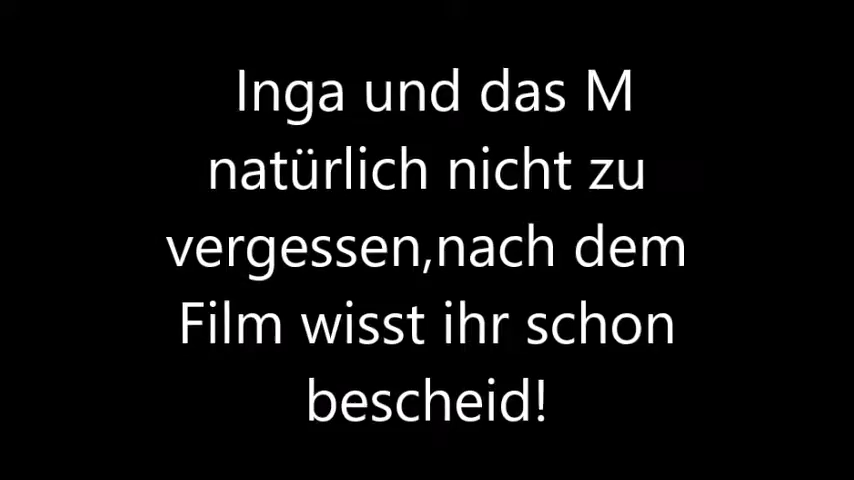 Inga und das M
natürlich nicht zu
vergessen,nach dem
Film wisst ihr schon
bescheid!